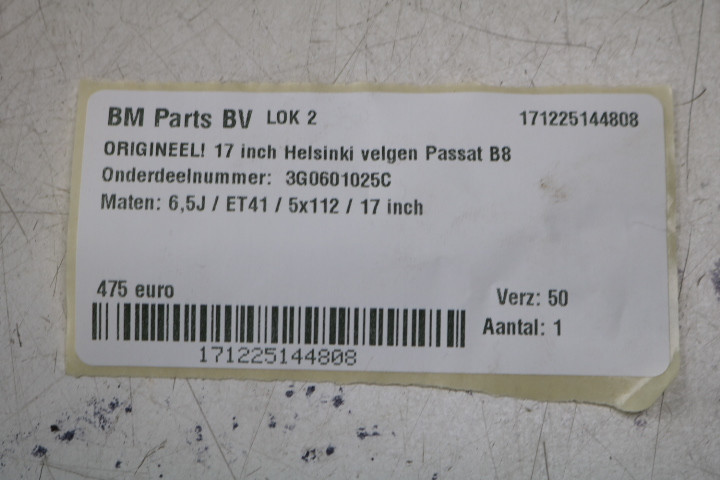 BM Parts BV LOK 2 171225144808
ORIGINEEL! 17 inch Helsinki velgen Passat B8
Onderdeelnummer: 3G0601025C
Maten: 6,5J / ET41 / 5x112 / 17 inch
475 euro Verz: 50
Aantal: 1
171225144808